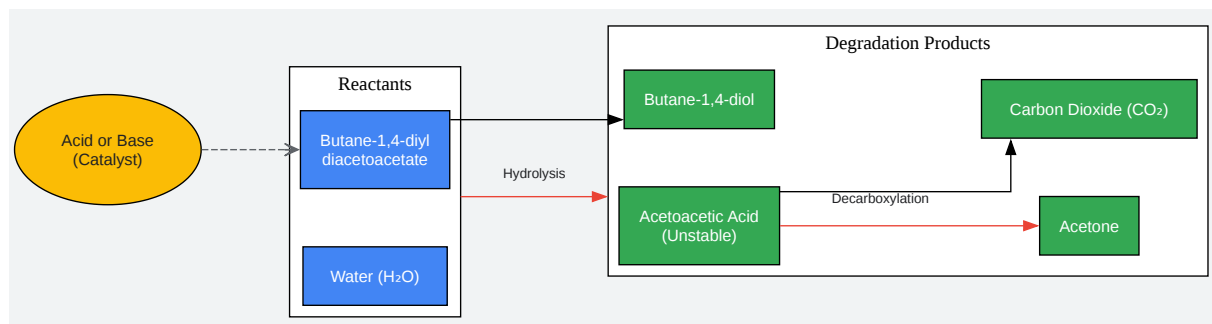 Acid or Base
(Catalyst)
Reactants
Butane-1,4-diyl
diacetoacetate
Water (H₂O)
Hydrolysis
Degradation Products
Butane-1,4-diol
Carbon Dioxide (CO₂)
Acetoacetic Acid
(Unstable)
Decarboxylation
Acetone